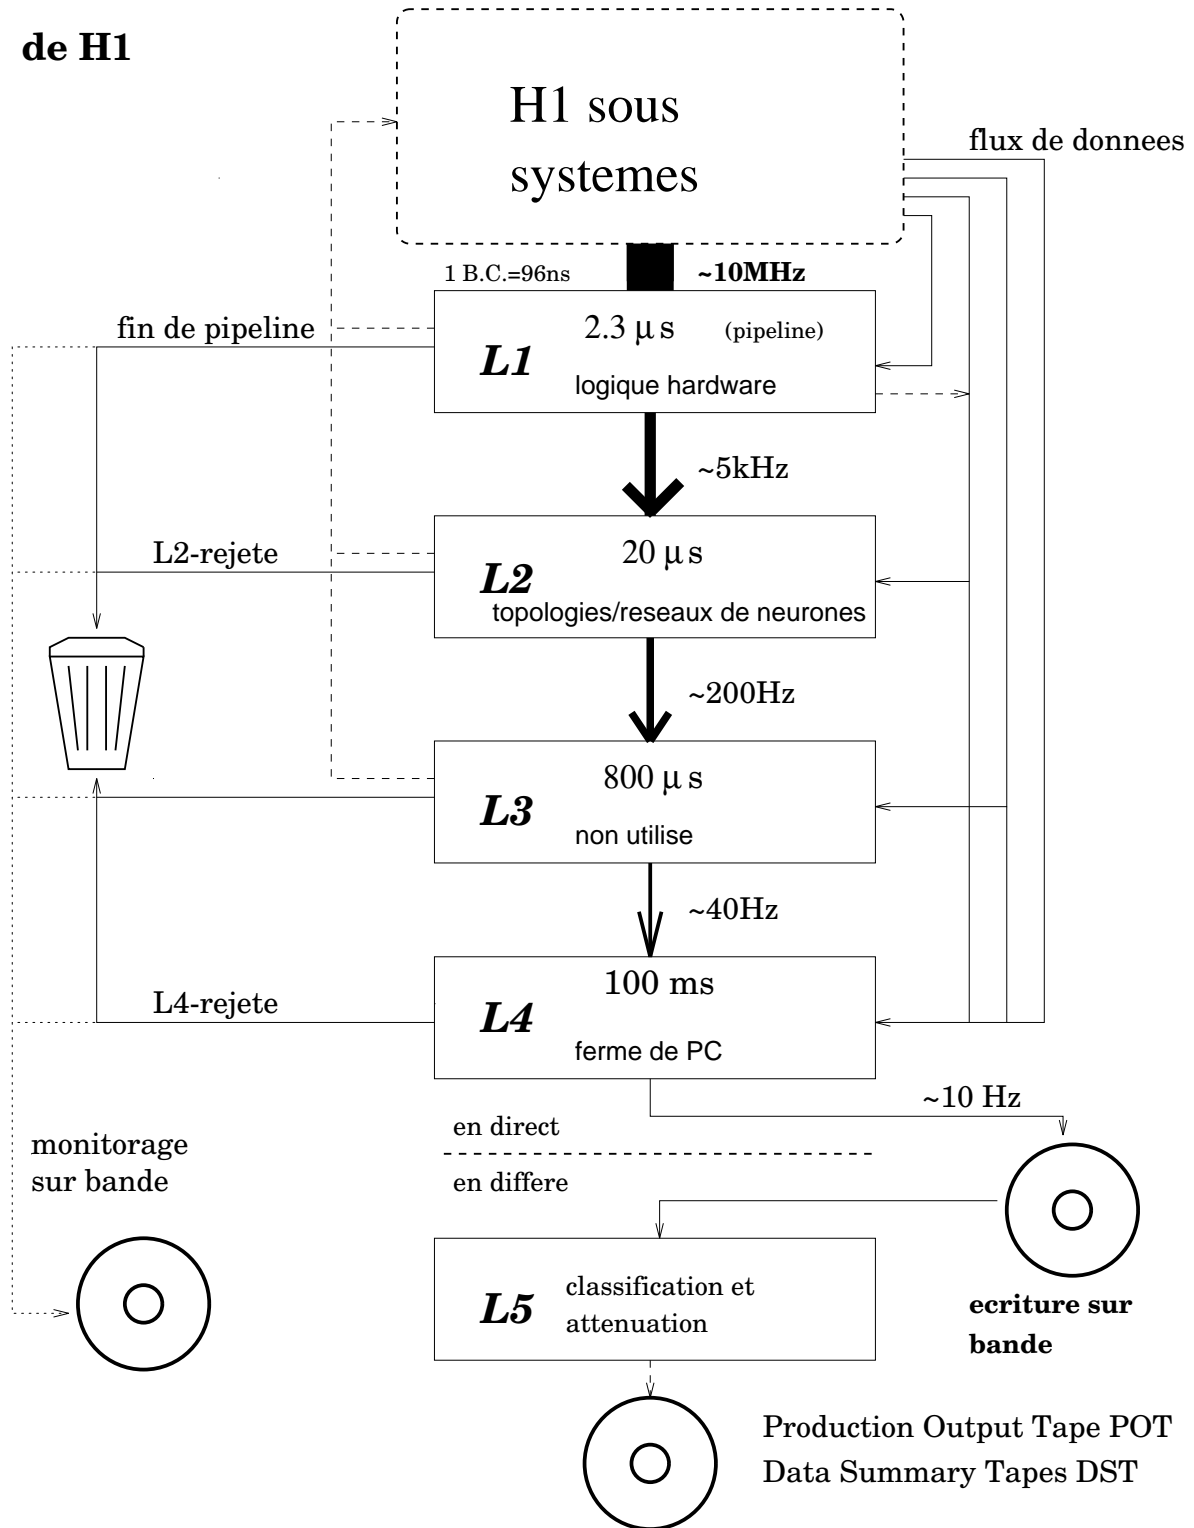 de H1
H1 sous
systemes
flux de donnees
1 B.C.=96ns
~10MHz
fin de pipeline
2.3 μ s
(pipeline)
L1
logique hardware
~5kHz
L2-rejete
20 μ s
L2
topologies/reseaux de neurones
~200Hz
800 μ s
L3
non utilise
~40Hz
100 ms
L4-rejete
L4
ferme de PC
~10 Hz
en direct
monitorage
sur bande
en differe
L5
classification et
attenuation
ecriture sur
bande
Production Output Tape POT
Data Summary Tapes DST